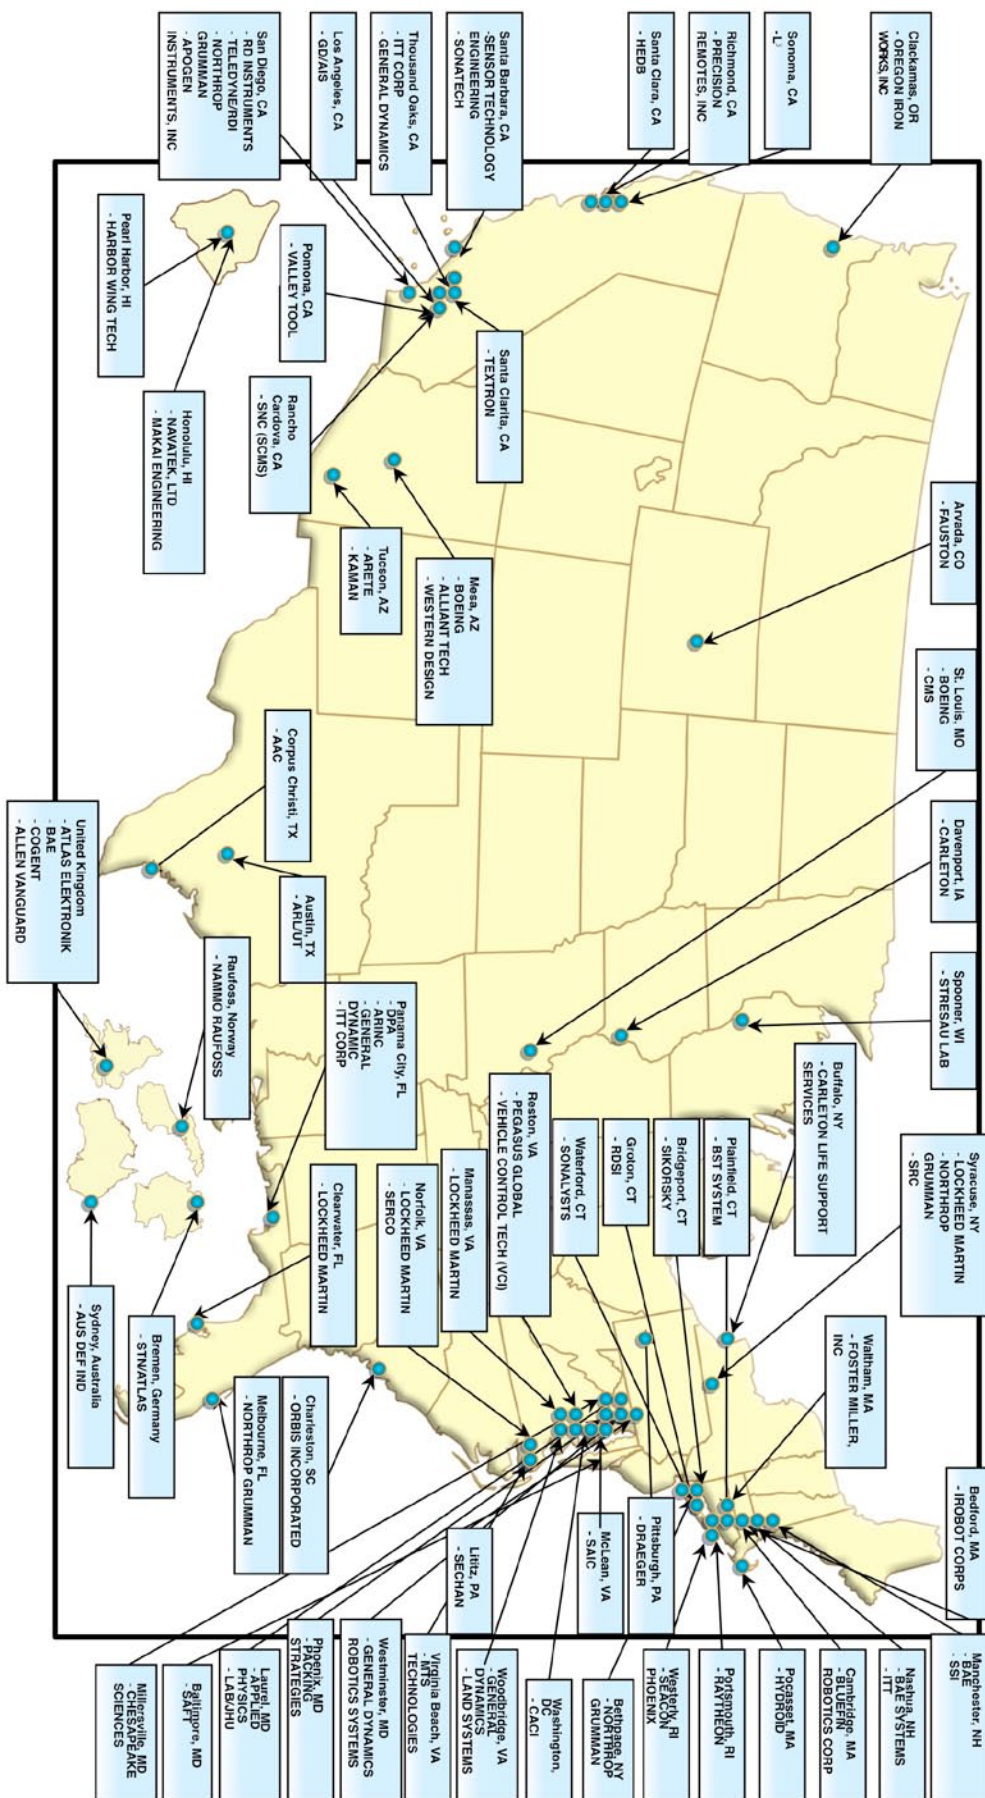 Clackamas, OR
- OREGON IRON
WORKS, INC
Sonoma, CA
Richmond, CA
- PRECISION
REMOTES, INC
Santa Clara, CA
- HEDB
Santa Barbara, CA
-SENSOR TECHNOLOGY
ENGINEERING
- SONATECH
Thousand Oaks, CA
- ITT CORP
- GENERAL DYNAMICS
Los Angeles, CA
- GD/AIS
San Diego, CA
- RD INSTRUMENTS
- TELEDYNE/RDI
- NORTHROP
GRUMMAN
- APOGEN
INSTRUMENTS, INC
Pearl Harbor, HI
- HARBOR WING TECH
Honolulu, HI
- NAVATEK, LTD
- MAKAI ENGINEERING
Pomona, CA
- VALLEY TOOL
Rancho
Cardova, CA
- SNC (SCMS)
Santa Clarita, CA
- TEXTRON
Tucson, AZ
- ARETE
- KAMAN
Mesa, AZ
- BOEING
- ALLIANT TECH
- WESTERN DESIGN
Arvada, CO
- FAUSTON
St. Louis, MO
- BOEING
- CMS
Davenport, IA
- CARLETON
Spooner, WI
- STRESAU LAB
Corpus Christi, TX
- AAC
Austin, TX
- ARL/UT
United Kingdom
- ATLAS ELEKTRONIK
- BAE
- COGENT
- ALLEN VANGUARD
Raufoss, Norway
- NAMMO RAUFOSS
Panama City, FL
- DPA
- ARINC
- GENERAL
DYNAMIC
- ITT CORP
Sydney, Australia
- AUS DEF IND
Bremen, Germany
- STN/ATLAS
Clearwater, FL
- LOCKHEED MARTIN
Melbourne, FL
- NORTHROP GRUMMAN
Charleston, SC
- ORBIS INCORPORATED
Norfolk, VA
- LOCKHEED MARTIN
- SERCO
Manassas, VA
- LOCKHEED MARTIN
Reston, VA
- PEGASUS GLOBAL
- VEHICLE CONTROL TECH (VCI)
Waterford, CT
- SONALYSTS
Groton, CT
- RDSI
Bridgeport, CT
- SIKORSKY
Plainfield, CT
- BST SYSTEM
Buffalo, NY
- CARLETON LIFE SUPPORT
SERVICES
Syracuse, NY
- LOCKHEED MARTIN
- NORTHROP
GRUMMAN
- SRC
Waltham, MA
- FOSTER MILLER,
INC
Bedford, MA
- IROBOT CORPS
Manchester, NH
- BAE
- SSI
Nashua, NH
- BAE SYSTEMS
- ITT
Cambridge, MA
- BLUEFIN
ROBOTICS CORP
Pocasset, MA
- HYDROID
Portsmouth, RI
- RAYTHEON
Westerly, RI
- SEACON
PHOENIX
Pittsburgh, PA
- DRAEGER
Bethpage, NY
- NORTHROP
GRUMMAN
McLean, VA
- SAIC
Washington,
DC
- CACI
Woodbridge, VA
- GENERAL
DYNAMICS
- LAND SYSTEMS
Lititz, PA
- SECHAN
Virginia Beach, VA
- MTS
TECHNOLOGIES
Westminster, MD
- GENERAL DYNAMICS
ROBOTICS SYSTEMS
Phoenix, MD
- PACKING
STRATEGIES
Laurel, MD
- APPLIED
PHYSICS
- LAB/JHU
Baltimore, MD
- SAFT
Millersville, MD
- CHESAPEAKE
SCIENCES